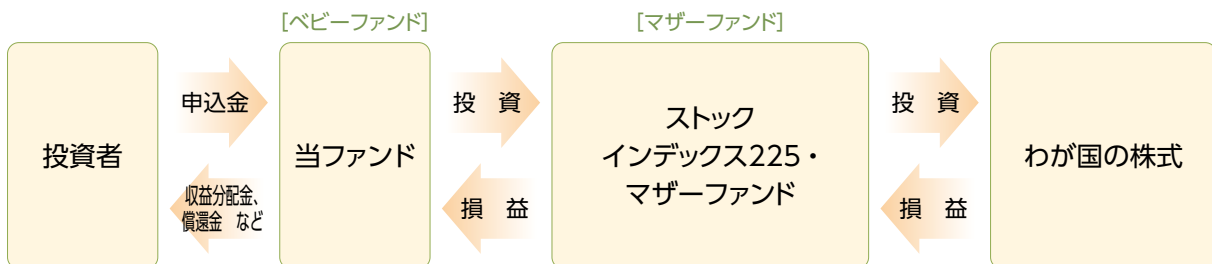 [ベビーファンド]
[マザーファンド]
投資者
申込金
収益分配金、
償還金 など
当ファンド
投 資
損 益
ストック
インデックス225・
マザーファンド
投 資
損 益
わが国の株式